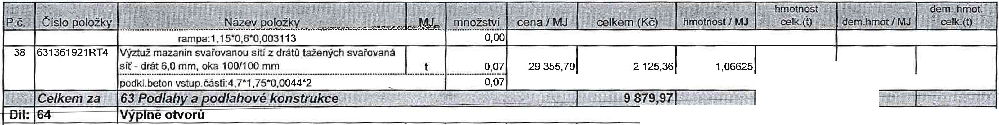 P.č. Číslo položky Název položky MJ množství cena / MJ celkem (Kč) hmotnost / MJ hmotnost celk.(t) dem.hmot / MJ dem. hmot. celk.(t)
rampa:1,15*0,6*0,003113 0,00
38 631361921RT4 Výztuž mazanin svařovanou sítí z drátů tažených svařovaná
síť - drát 6,0 mm, oka 100/100 mm t 0,07 29 355,79 2 125,36 1,06625
podkl.beton vstup.části:4,7*1,75*0,0044*2 0,07
Celkem za 63 Podlahy a podlahové konstrukce 9 879,97
Díl: 64 Výplně otvorů